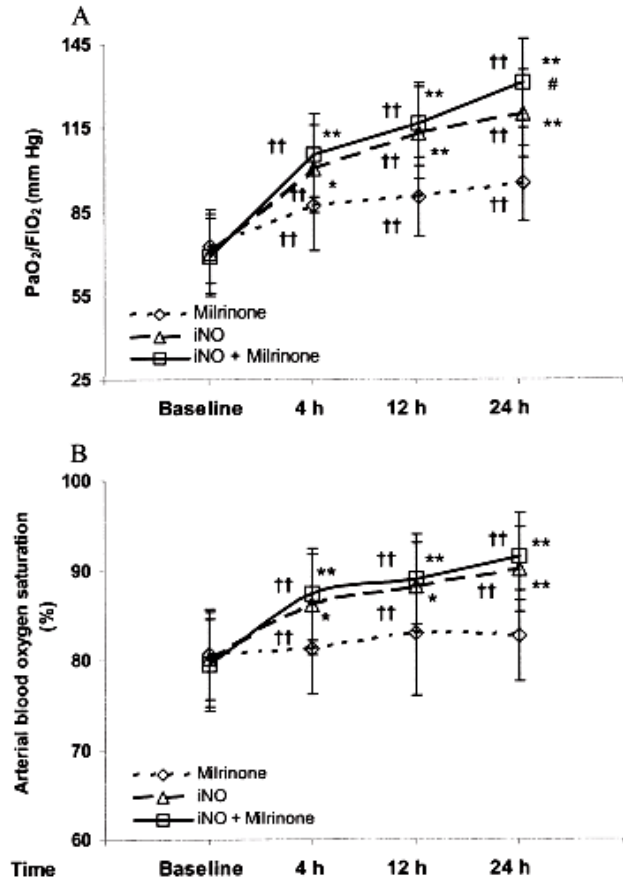 A
145
115
85
55
25
PaO₂/FIO₂ (mm Hg)
†† ** †† ** †† **
#
†† * †† ** †† **
†† †† ††
Milrinone
iNO
iNO + Milrinone
Baseline 4 h 12 h 24 h
B
100
90
80
70
60
Arterial blood oxygen saturation
(%)
†† ** †† ** †† **
†† * †† * †† **
Milrinone
iNO
iNO + Milrinone
Time Baseline 4 h 12 h 24 h